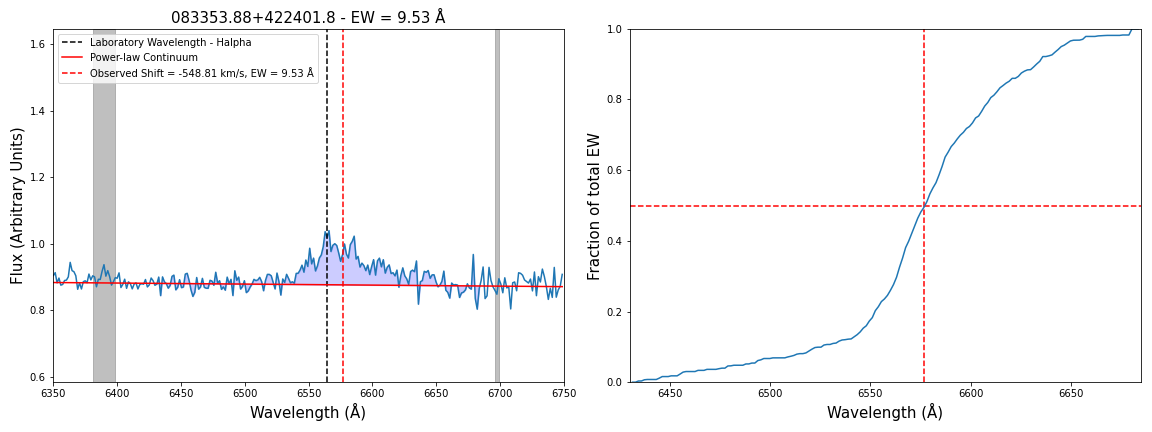 083353.88+422401.8 - EW = 9.53 Å
Laboratory Wavelength - Halpha
Power-law Continuum
Observed Shift = -548.81 km/s, EW = 9.53 Å
Flux (Arbitrary Units)
1.6
1.4
1.2
1.0
0.8
0.6
6350 6400 6450 6500 6550 6600 6650 6700 6750
Wavelength (Å)
Fraction of total EW
1.0
0.8
0.6
0.4
0.2
0.0
6450 6500 6550 6600 6650
Wavelength (Å)